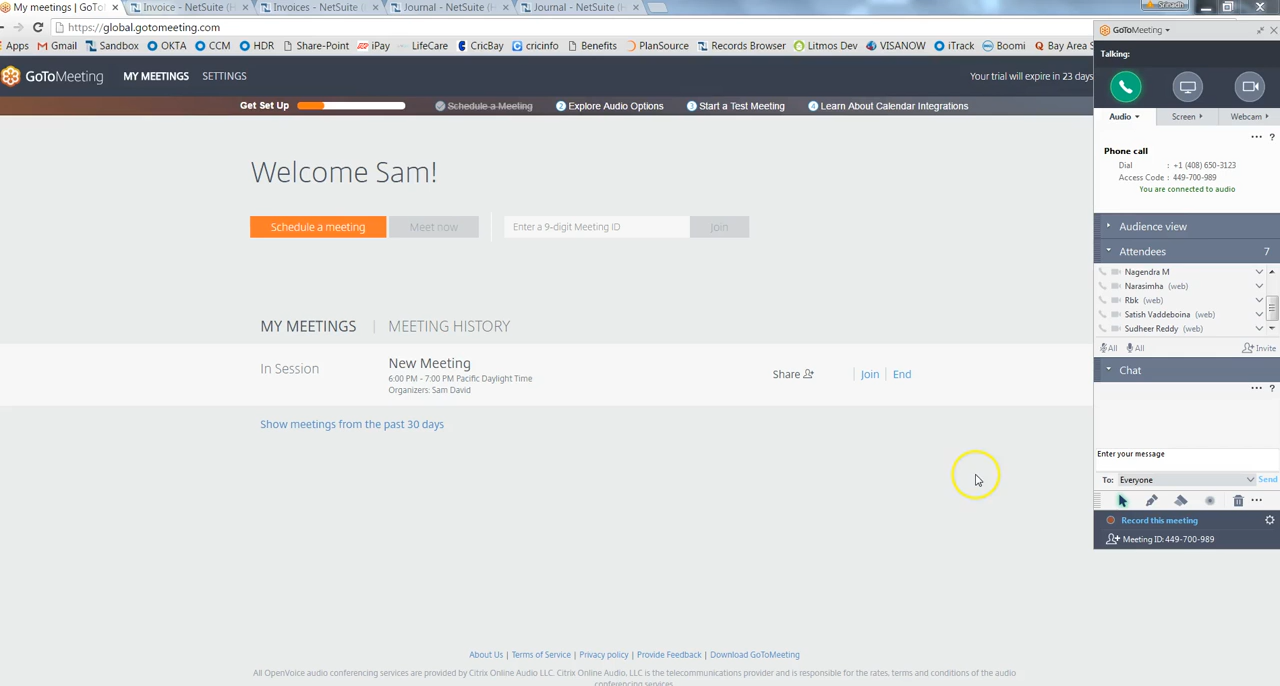 My meetings | GoTo
Invoice - NetSuite (H
Invoices - NetSuite (
Journal - NetSuite (H
Journal - NetSuite (H
Srinadh
https://global.gotomeeting.com
Apps Gmail Sandbox OKTA CCM HDR Share-Point iPay LifeCare CricBay cricinfo Benefits PlanSource Records Browser Litmos Dev VISANOW iTrack Boomi Bay Area S
GoToMeeting
MY MEETINGS SETTINGS
Your trial will expire in 23 days
Get Set Up
Schedule a Meeting
2 Explore Audio Options
3 Start a Test Meeting
4 Learn About Calendar Integrations
Welcome Sam!
Schedule a meeting
Meet now
Enter a 9-digit Meeting ID
Join
MY MEETINGS | MEETING HISTORY
In Session
New Meeting
6:00 PM - 7:00 PM Pacific Daylight Time
Organizers: Sam David
Share
Join | End
Show meetings from the past 30 days
About Us | Terms of Service | Privacy policy | Provide Feedback | Download GoToMeeting
All OpenVoice audio conferencing services are provided by Citrix Online Audio, LLC. Citrix Online Audio, LLC is the telecommunications provider and is responsible for the rates, terms and conditions of the audio
conferencing services.
GoToMeeting
Talking:
Audio Screen Webcam
... ?
Phone call
Dial : +1 (408) 650-3123
Access Code : 449-700-989
You are connected to audio
Audience view
Attendees 7
Nagendra M
Narasimha (web)
Rbk (web)
Satish Vaddeboina (web)
Sudheer Reddy (web)
All All Invite
Chat
... ?
Enter your message
To: Everyone Send
Record this meeting
Meeting ID: 449-700-989